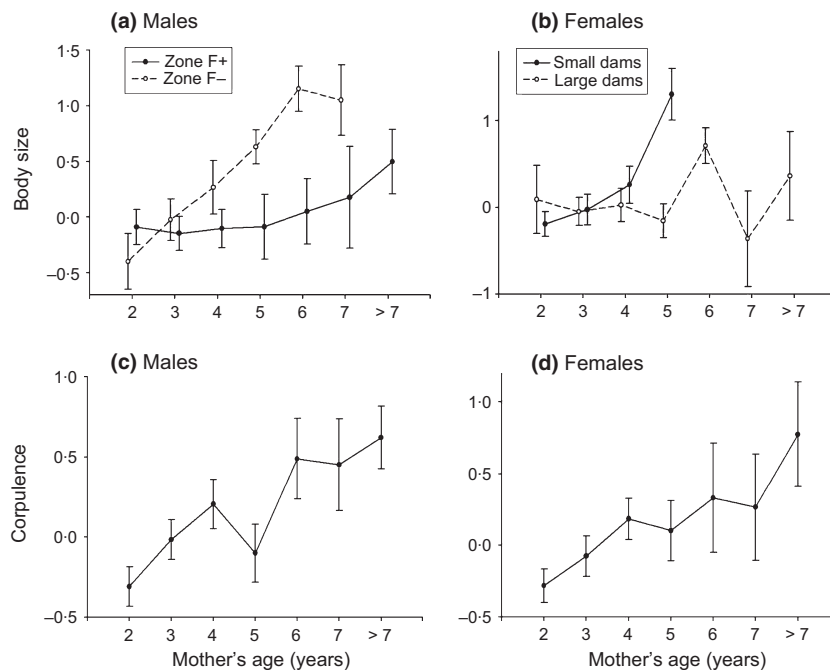 (a) Males
Zone F+
Zone F–
Body size
1·5
1·0
0·5
0·0
–0·5
2 3 4 5 6 7 > 7
(b) Females
Small dams
Large dams
1
0
–1
2 3 4 5 6 7 > 7
(c) Males
Corpulence
1·0
0·5
0·0
–0·5
2 3 4 5 6 7 > 7
Mother's age (years)
(d) Females
1·0
0·5
0·0
–0·5
2 3 4 5 6 7 > 7
Mother's age (years)